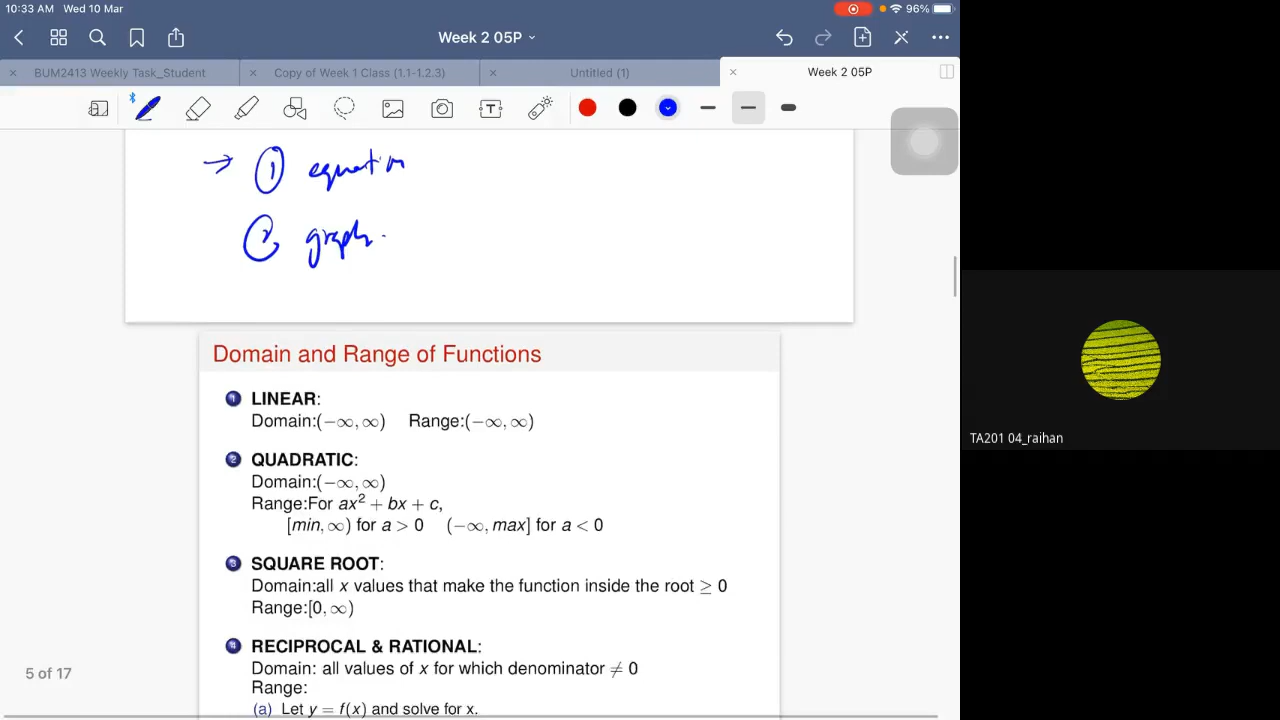 10:33 AM Wed 10 Mar
96%
Week 2 05P
BUM2413 Weekly Task_Student
Copy of Week 1 Class (1.1-1.2.3)
Untitled (1)
Week 2 05P
→ ① equation
② graph.
Domain and Range of Functions
1 LINEAR:
Domain:(−∞, ∞) Range:(−∞, ∞)
2 QUADRATIC:
Domain:(−∞, ∞)
Range:For ax² + bx + c,
[min, ∞) for a > 0 (−∞, max] for a < 0
3 SQUARE ROOT:
Domain:all x values that make the function inside the root ≥ 0
Range:[0, ∞)
4 RECIPROCAL & RATIONAL:
Domain: all values of x for which denominator ≠ 0
Range:
(a) Let y = f(x) and solve for x.
5 of 17
TA201 04_raihan